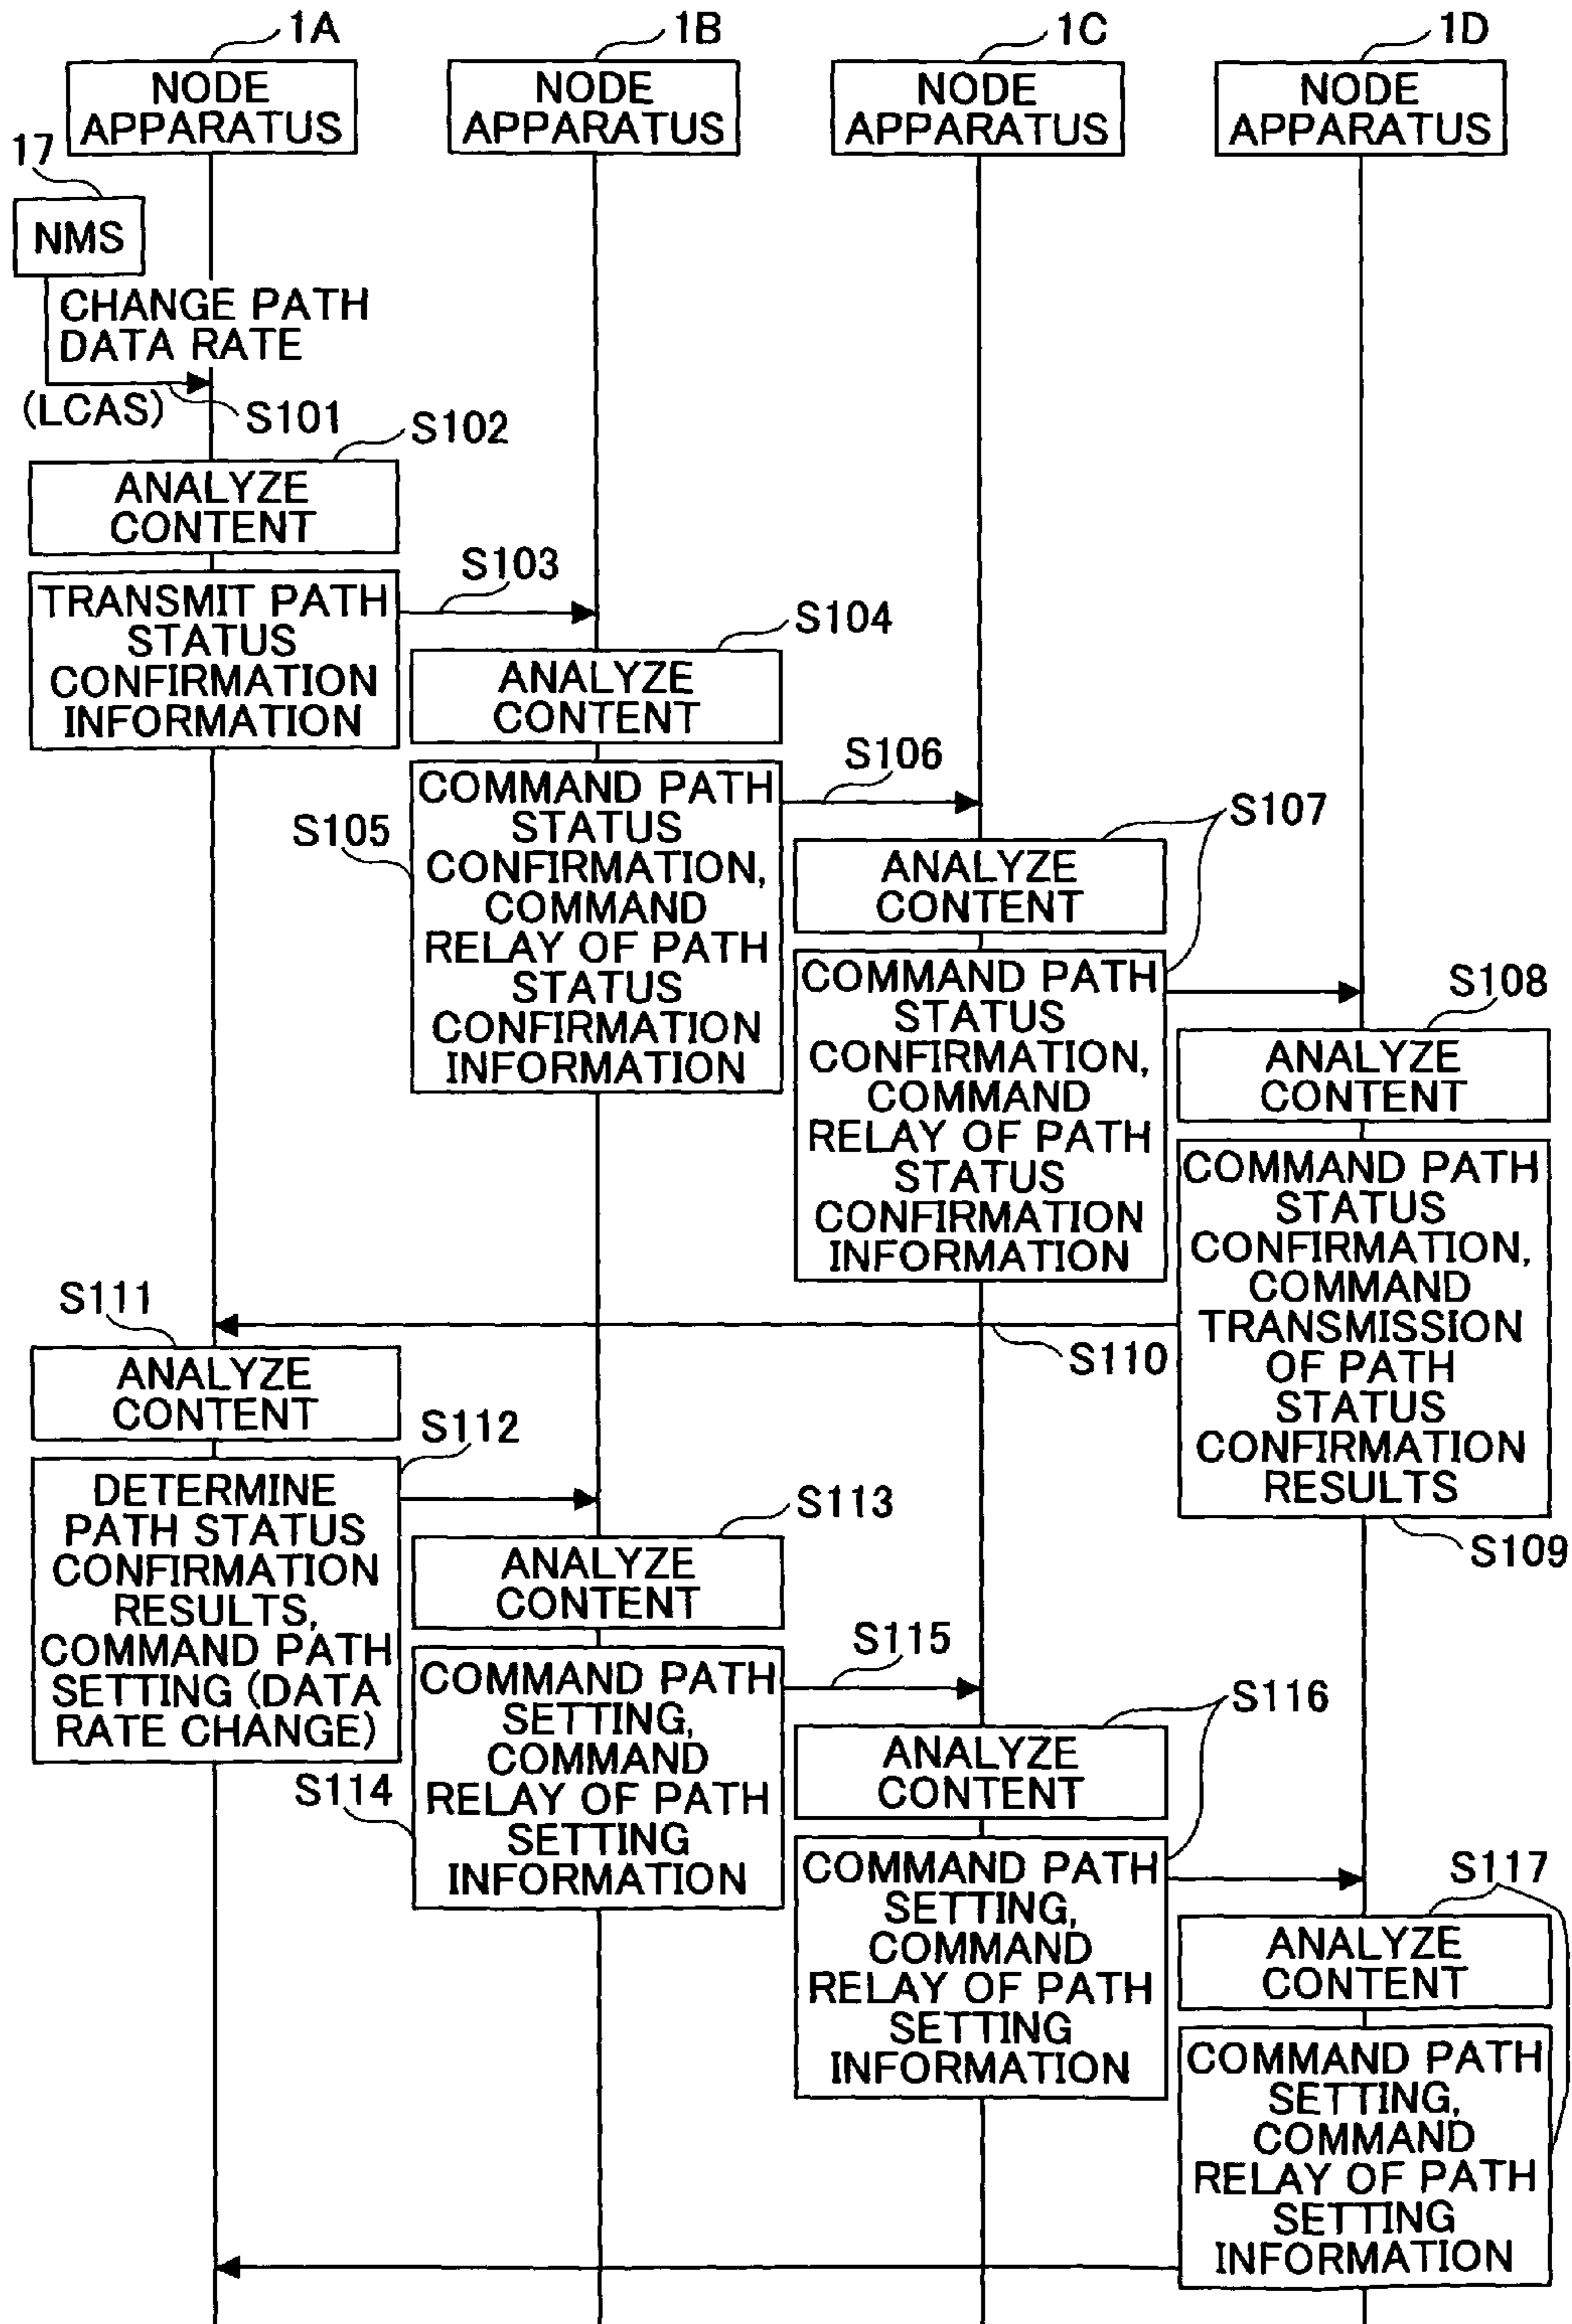 1A
1B
1C
1D
NODE
APPARATUS
NODE
APPARATUS
NODE
APPARATUS
NODE
APPARATUS
17
NMS
CHANGE PATH
DATA RATE
(LCAS)
S101
S102
ANALYZE
CONTENT
S103
TRANSMIT PATH
STATUS
CONFIRMATION
INFORMATION
S104
ANALYZE
CONTENT
S105
COMMAND PATH
STATUS
CONFIRMATION,
COMMAND
RELAY OF PATH
STATUS
CONFIRMATION
INFORMATION
S106
S107
ANALYZE
CONTENT
COMMAND PATH
STATUS
CONFIRMATION,
COMMAND
RELAY OF PATH
STATUS
CONFIRMATION
INFORMATION
S108
ANALYZE
CONTENT
COMMAND PATH
STATUS
CONFIRMATION,
COMMAND
TRANSMISSION
OF PATH
STATUS
CONFIRMATION
RESULTS
S109
S110
S111
ANALYZE
CONTENT
S112
DETERMINE
PATH STATUS
CONFIRMATION
RESULTS,
COMMAND PATH
SETTING (DATA
RATE CHANGE)
S113
ANALYZE
CONTENT
S114
COMMAND PATH
SETTING,
COMMAND
RELAY OF PATH
SETTING
INFORMATION
S115
S116
ANALYZE
CONTENT
COMMAND PATH
SETTING,
COMMAND
RELAY OF PATH
SETTING
INFORMATION
S117
ANALYZE
CONTENT
COMMAND PATH
SETTING,
COMMAND
RELAY OF PATH
SETTING
INFORMATION